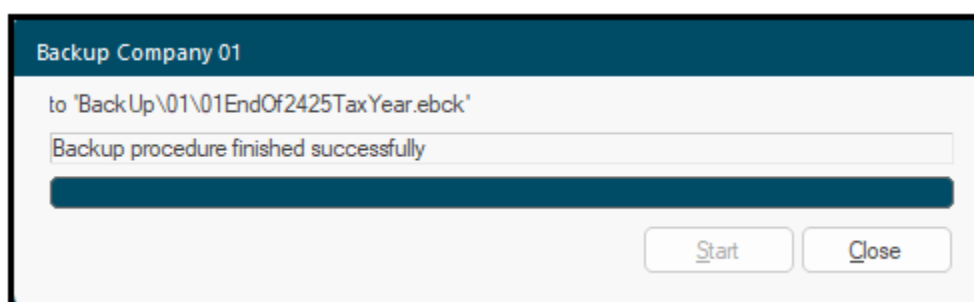 Backup Company 01
to 'BackUp\01\01EndOf2425TaxYear.ebck'
Backup procedure finished successfully
Start
Close